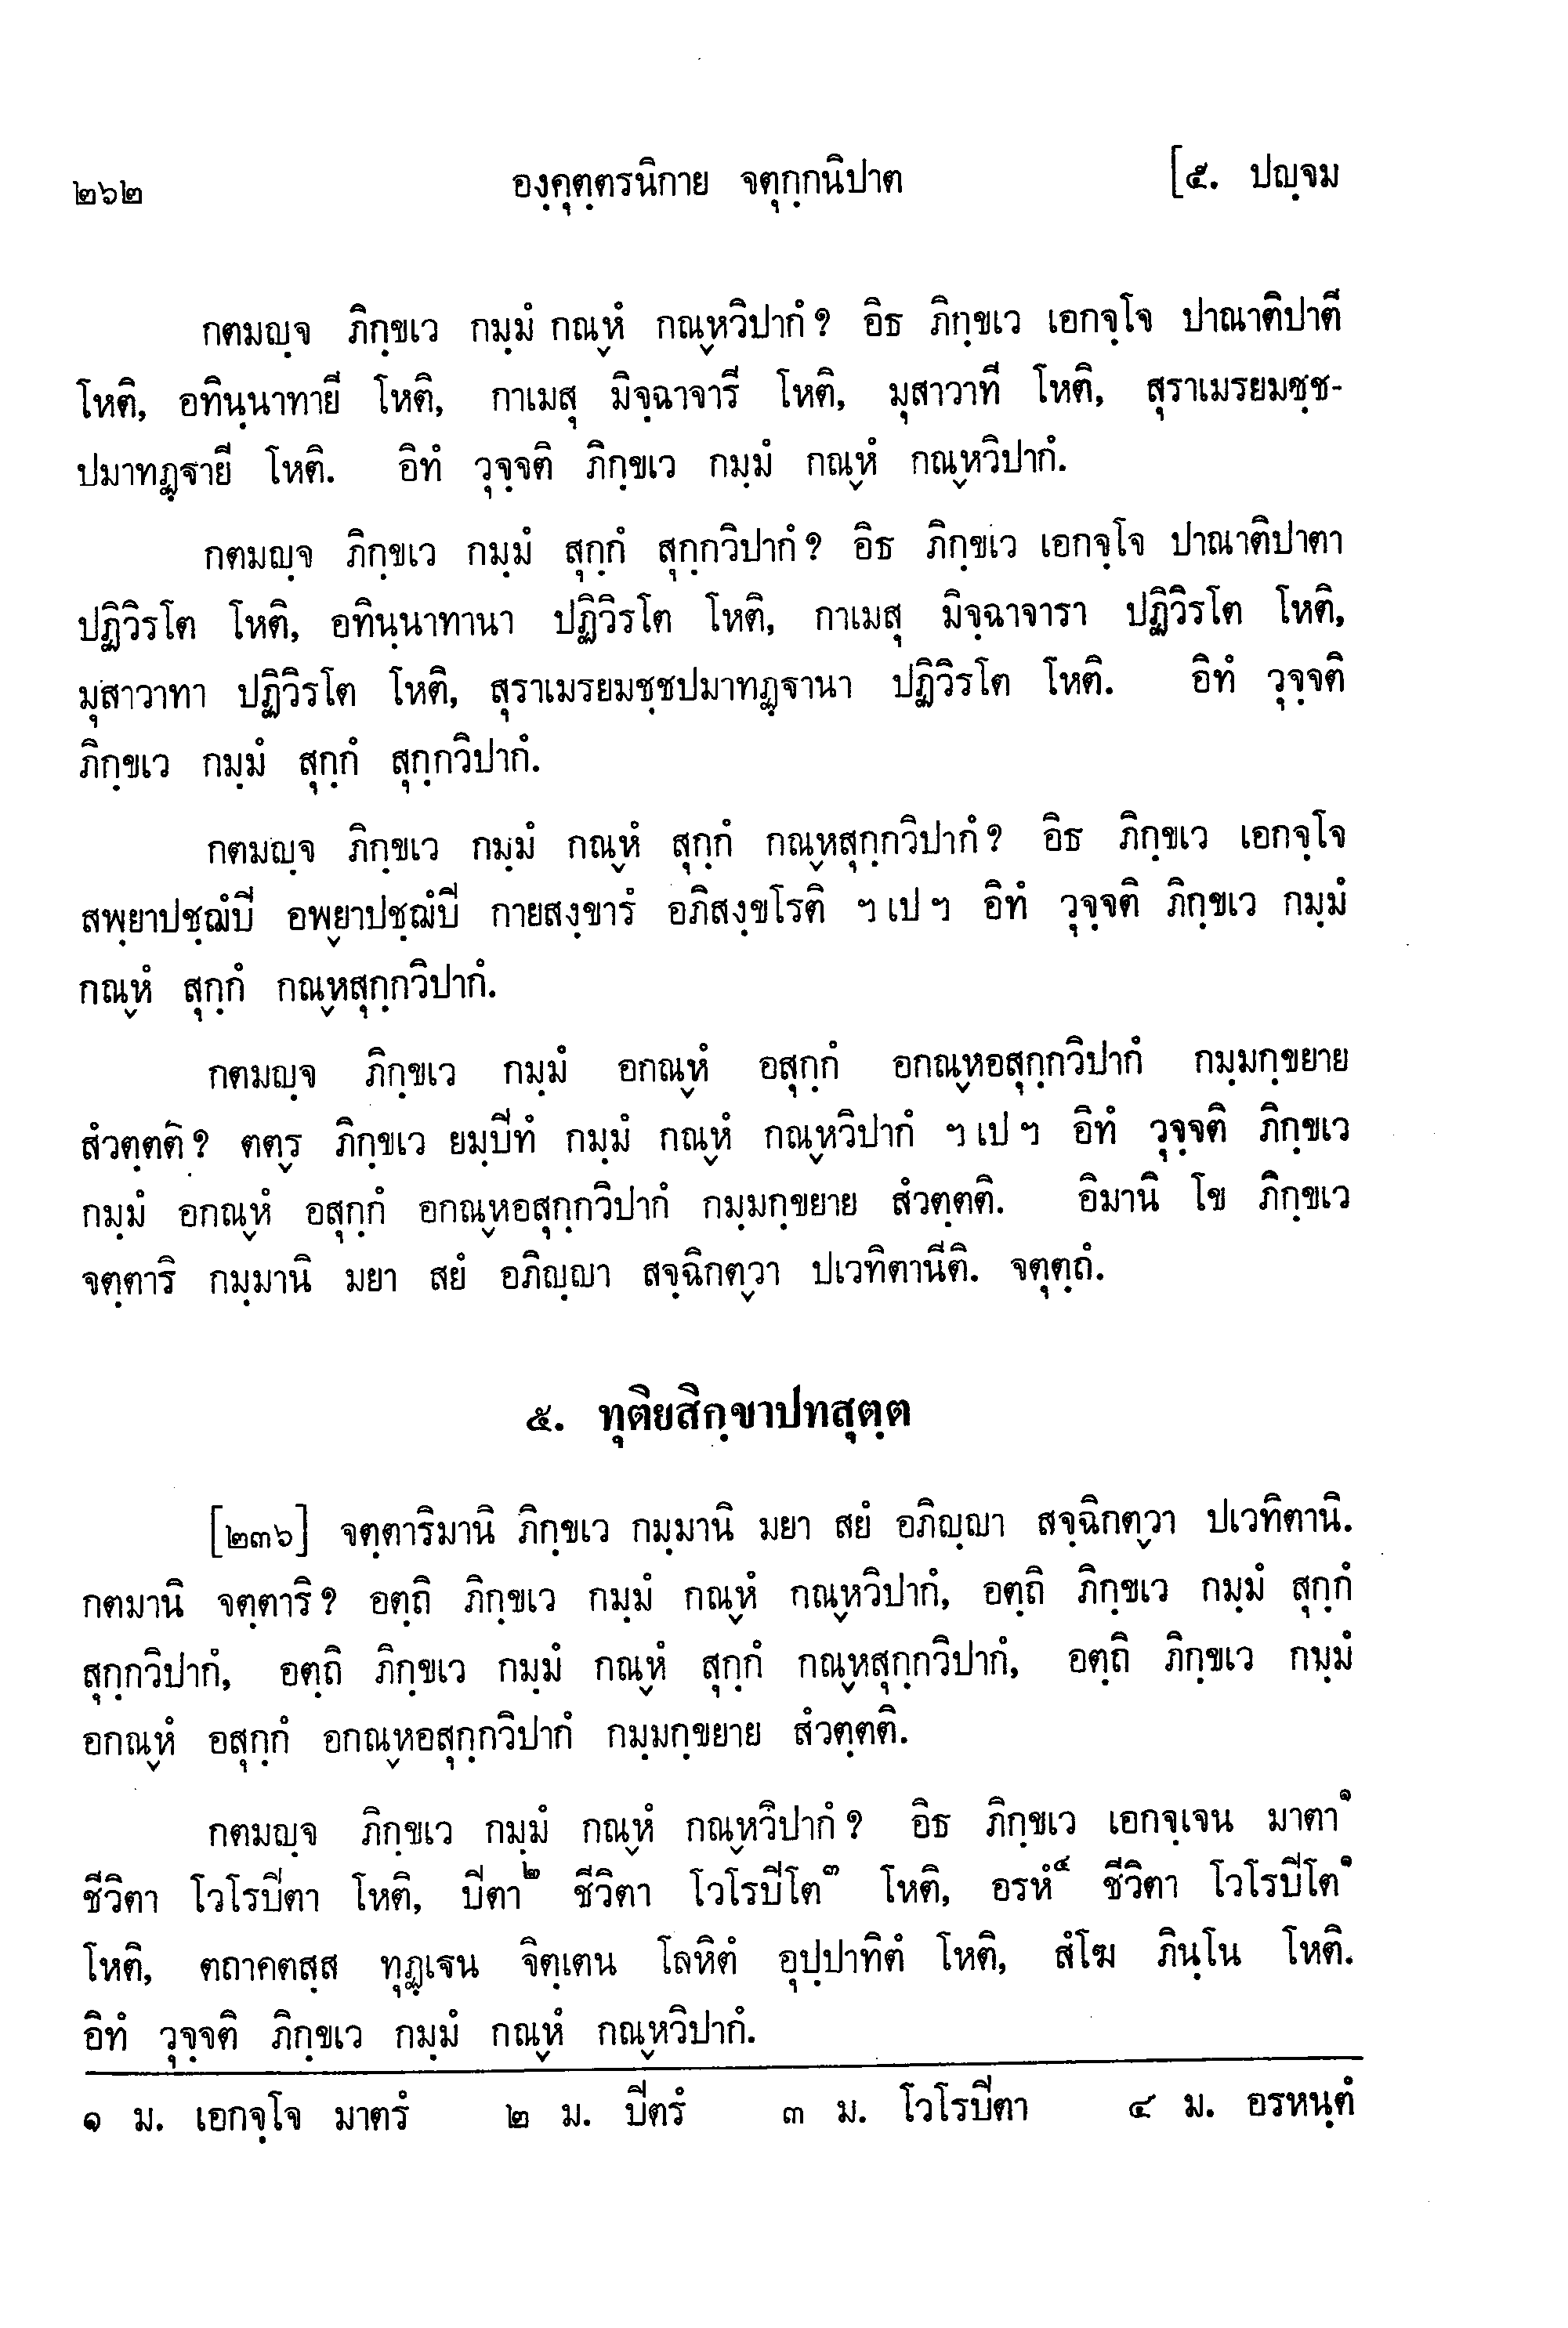 ๒๖๒ องฺคุตฺตรนิกาย จตุกฺกนิปาต [๕. ปญฺจม
กตมญฺจ ภิกฺขเว กมฺมํ กณฺหํ กณฺหวิปากํ? อิธ ภิกฺขเว เอกจฺโจ ปาณาติปาตี
โหติ, อทินฺนาทายี โหติ, กาเมสุ มิจฺฉาจารี โหติ, มุสาวาที โหติ, สุราเมรยมชฺช-
ปมาทฏฺฐายี โหติ. อิทํ วุจฺจติ ภิกฺขเว กมฺมํ กณฺหํ กณฺหวิปากํ.
กตมญฺจ ภิกฺขเว กมฺมํ สุกฺกํ สุกฺกวิปากํ? อิธ ภิกฺขเว เอกจฺโจ ปาณาติปาตา
ปฏิวิรโต โหติ, อทินฺนาทานา ปฏิวิรโต โหติ, กาเมสุ มิจฺฉาจารา ปฏิวิรโต โหติ,
มุสาวาทา ปฏิวิรโต โหติ, สุราเมรยมชฺชปมาทฏฺฐานา ปฏิวิรโต โหติ. อิทํ วุจฺจติ
ภิกฺขเว กมฺมํ สุกฺกํ สุกฺกวิปากํ.
กตมญฺจ ภิกฺขเว กมฺมํ กณฺหํ สุกฺกํ กณฺหสุกฺกวิปากํ? อิธ ภิกฺขเว เอกจฺโจ
สพฺยาปชฺฌํปิ อพฺยาปชฺฌํปิ กายสงฺขารํ อภิสงฺขโรติ ฯ เป ฯ อิทํ วุจฺจติ ภิกฺขเว กมฺมํ
กณฺหํ สุกฺกํ กณฺหสุกฺกวิปากํ.
กตมญฺจ ภิกฺขเว กมฺมํ อกณฺหํ อสุกฺกํ อกณฺหอสุกฺกวิปากํ กมฺมกฺขยาย
สํวตฺตติ? ตตฺร ภิกฺขเว ยมฺปิทํ กมฺมํ กณฺหํ กณฺหวิปากํ ฯ เป ฯ อิทํ วุจฺจติ ภิกฺขเว
กมฺมํ อกณฺหํ อสุกฺกํ อกณฺหอสุกฺกวิปากํ กมฺมกฺขยาย สํวตฺตติ. อิมานิ โข ภิกฺขเว
จตฺตาริ กมฺมานิ มยา สยํ อภิญฺญา สจฺฉิกตฺวา ปเวทิตานีติ. จตุตฺถํ.
๕. ทุติยสิกฺขาปทสุตฺต
[๒๓๖] จตฺตาริมานิ ภิกฺขเว กมฺมานิ มยา สยํ อภิญฺญา สจฺฉิกตฺวา ปเวทิตานิ.
กตมานิ จตฺตาริ? อตฺถิ ภิกฺขเว กมฺมํ กณฺหํ กณฺหวิปากํ, อตฺถิ ภิกฺขเว กมฺมํ สุกฺกํ
สุกฺกวิปากํ, อตฺถิ ภิกฺขเว กมฺมํ กณฺหํ สุกฺกํ กณฺหสุกฺกวิปากํ, อตฺถิ ภิกฺขเว กมฺมํ
อกณฺหํ อสุกฺกํ อกณฺหอสุกฺกวิปากํ กมฺมกฺขยาย สํวตฺตติ.
กตมญฺจ ภิกฺขเว กมฺมํ กณฺหํ กณฺหวิปากํ? อิธ ภิกฺขเว เอกจฺเจน มาตา๑
ชีวิตา โวโรปิตา โหติ, ปิตา๒ ชีวิตา โวโรปิโต๓ โหติ, อรหํ๔ ชีวิตา โวโรปิโต๑
โหติ, ตถาคตสฺส ทุฏฺเฐน จิตฺเตน โลหิตํ อุปฺปาทิตํ โหติ, สํโฆ ภินฺโน โหติ.
อิทํ วุจฺจติ ภิกฺขเว กมฺมํ กณฺหํ กณฺหวิปากํ.
๑ ม. เอกจฺโจ มาตรํ ๒ ม. ปิตรํ ๓ ม. โวโรปิตา ๔ ม. อรหนฺตํ